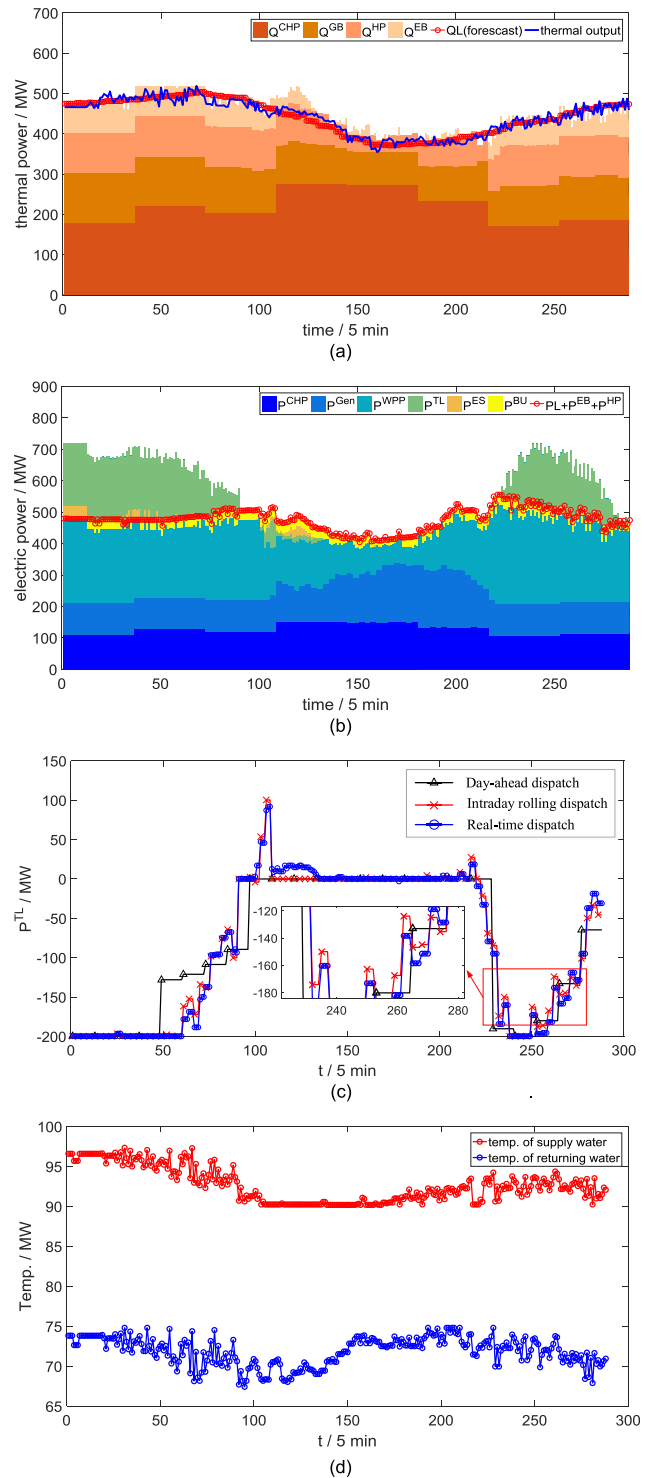 700
600
500
400
300
200
100
0
thermal power / MW
Q^CHP Q^GB Q^HP Q^EB QL(forescast) thermal output
0 50 100 150 200 250
time / 5 min
(a)
900
800
700
600
500
400
300
200
100
0
electric power / MW
P^CHP P^Gen P^WPP P^TL P^ES P^BU PL+P^EB+P^HP
0 50 100 150 200 250
time / 5 min
(b)
150
100
50
0
-50
-100
-150
-200
P^TL / MW
Day-ahead dispatch
Intraday rolling dispatch
Real-time dispatch
-120
-140
-160
-180
240 260 280
0 50 100 150 200 250 300
t / 5 min
(c)
100
95
90
85
80
75
70
65
Temp. / MW
temp. of supply water
temp. of returning water
0 50 100 150 200 250 300
t / 5 min
(d)